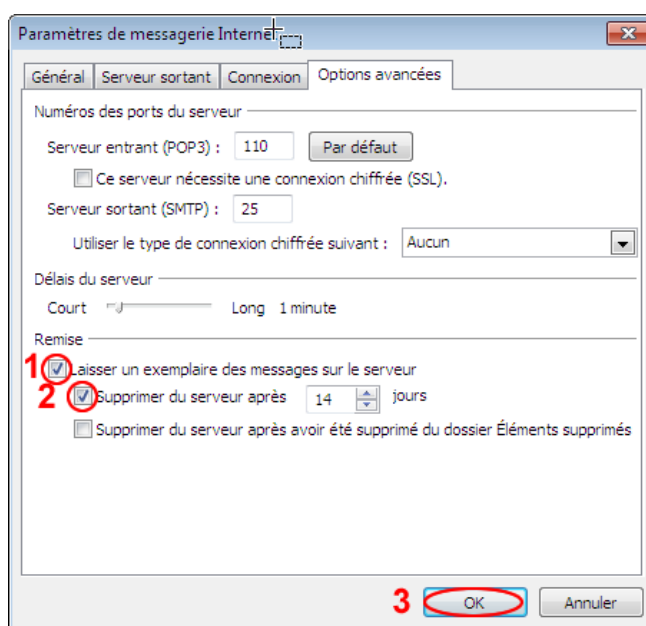 Paramètres de messagerie Internet
Général Serveur sortant Connexion Options avancées
Numéros des ports du serveur
Serveur entrant (POP3) : 110 Par défaut
Ce serveur nécessite une connexion chiffrée (SSL).
Serveur sortant (SMTP) : 25
Utiliser le type de connexion chiffrée suivant : Aucun
Délais du serveur
Court Long 1 minute
Remise
1 Laisser un exemplaire des messages sur le serveur
2 Supprimer du serveur après 14 jours
Supprimer du serveur après avoir été supprimé du dossier Éléments supprimés
3 OK Annuler